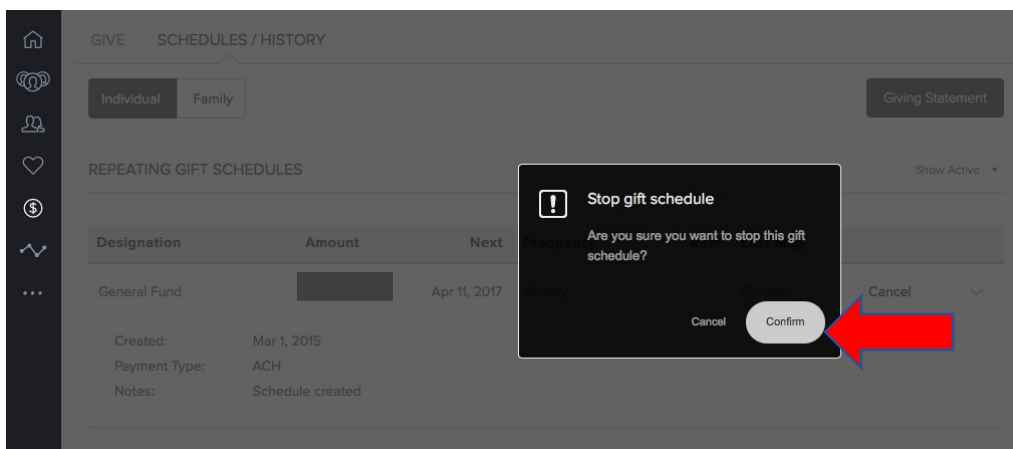 GIVE SCHEDULES / HISTORY
Individual Family Giving Statement
REPEATING GIFT SCHEDULES Show Active
Stop gift schedule
Are you sure you want to stop this gift
schedule?
Cancel Confirm
Designation Amount Next Frequency
General Fund Apr 11, 2017 Weekly Created Cancel
Created: Mar 1, 2015
Payment Type: ACH
Notes: Schedule created